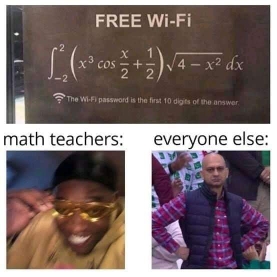 FREE Wi-Fi
∫₋₂² (x³ cos x/2 + 1/2) √4 − x² dx
The Wi-Fi password is the first 10 digits of the answer
math teachers: everyone else: